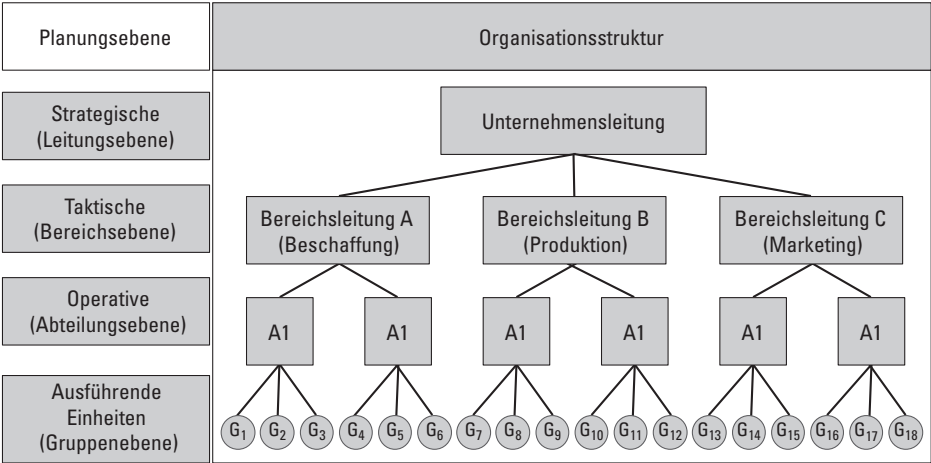 Planungsebene
Organisationsstruktur
Strategische
(Leitungsebene)
Unternehmensleitung
Taktische
(Bereichsebene)
Bereichsleitung A
(Beschaffung)
Bereichsleitung B
(Produktion)
Bereichsleitung C
(Marketing)
Operative
(Abteilungsebene)
A1
A1
A1
A1
A1
A1
Ausführende
Einheiten
(Gruppenebene)
G1 G2 G3 G4 G5 G6 G7 G8 G9 G10 G11 G12 G13 G14 G15 G16 G17 G18